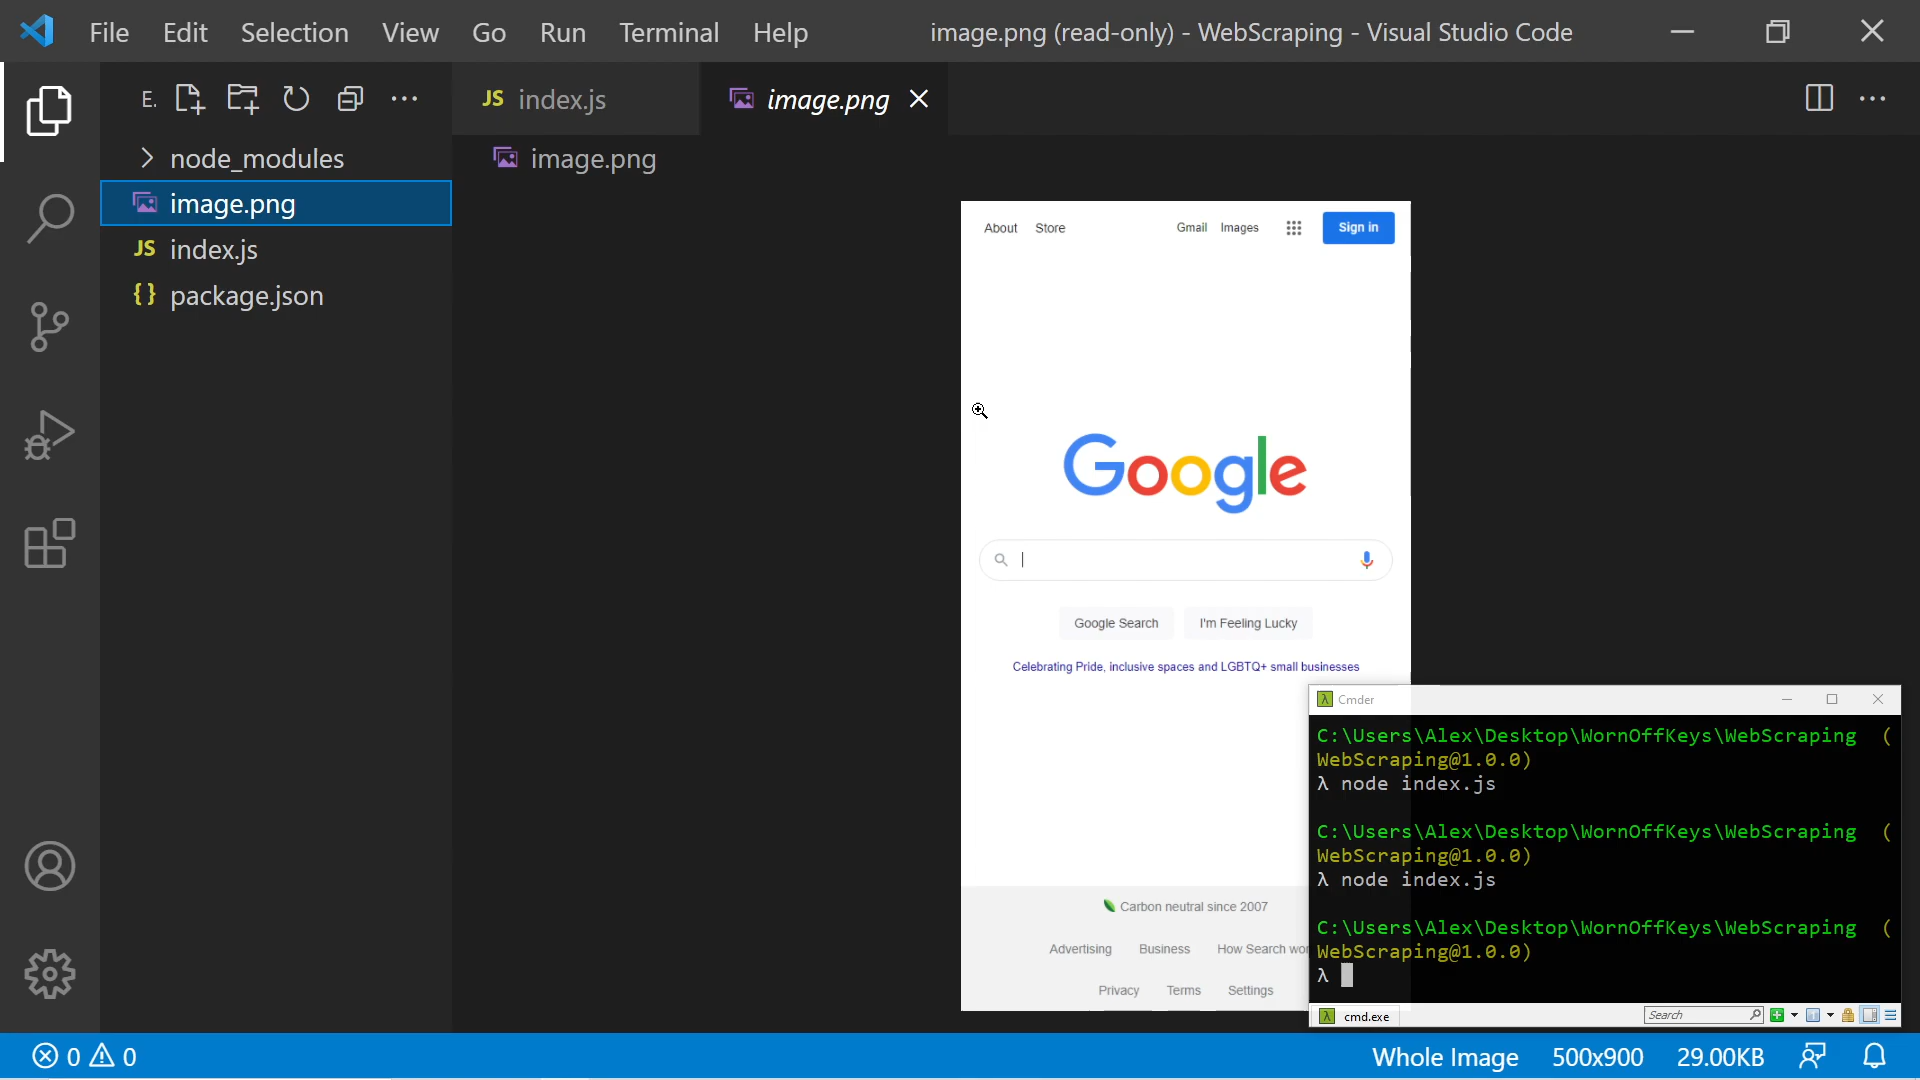 File Edit Selection View Go Run Terminal Help image.png (read-only) - WebScraping - Visual Studio Code
E.
JS index.js
image.png
node_modules
image.png
image.png
JS index.js
{} package.json
About Store Gmail Images Sign in
Google
Google Search I'm Feeling Lucky
Celebrating Pride, inclusive spaces and LGBTQ+ small businesses
Carbon neutral since 2007
Advertising Business How Search wor
Privacy Terms Settings
λ Cmder
C:\Users\Alex\Desktop\WornOffKeys\WebScraping (
WebScraping@1.0.0)
λ node index.js
C:\Users\Alex\Desktop\WornOffKeys\WebScraping (
WebScraping@1.0.0)
λ node index.js
C:\Users\Alex\Desktop\WornOffKeys\WebScraping (
WebScraping@1.0.0)
λ
λ cmd.exe Search
0 0 Whole Image 500x900 29.00KB